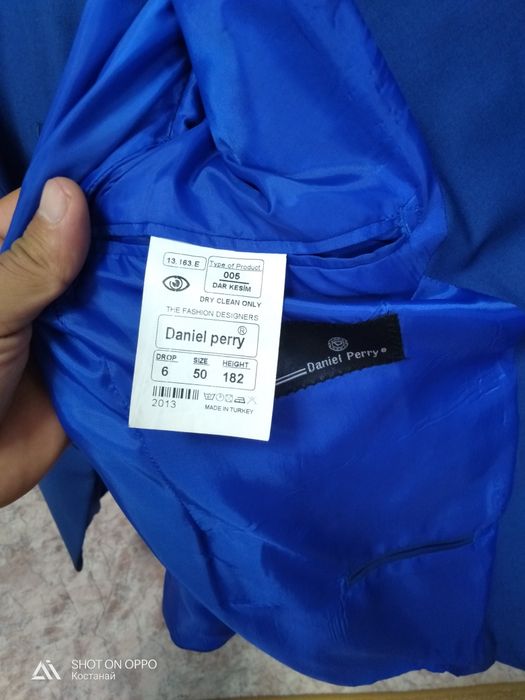 13.163.E
Type of Product
005
DAR KESİM
DRY CLEAN ONLY
THE FASHION DESIGNERS
Daniel perry®
DROP SIZE HEIGHT
6 50 182
2013
MADE IN TURKEY
Daniel Perry®
SHOT ON OPPO
Костанай